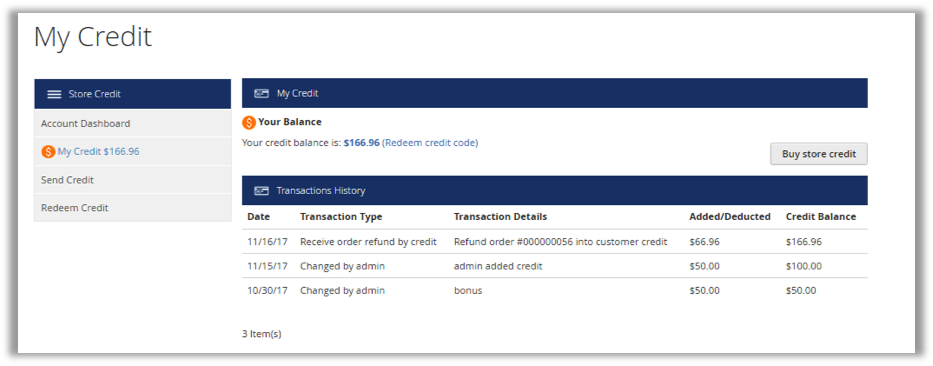 My Credit
Store Credit
Account Dashboard
My Credit $166.96
Send Credit
Redeem Credit
My Credit
Your Balance
Your credit balance is: $166.96 (Redeem credit code)
Buy store credit
Transactions History
Date Transaction Type Transaction Details Added/Deducted Credit Balance
11/16/17 Receive order refund by credit Refund order #000000056 into customer credit $66.96 $166.96
11/15/17 Changed by admin admin added credit $50.00 $100.00
10/30/17 Changed by admin bonus $50.00 $50.00
3 Item(s)